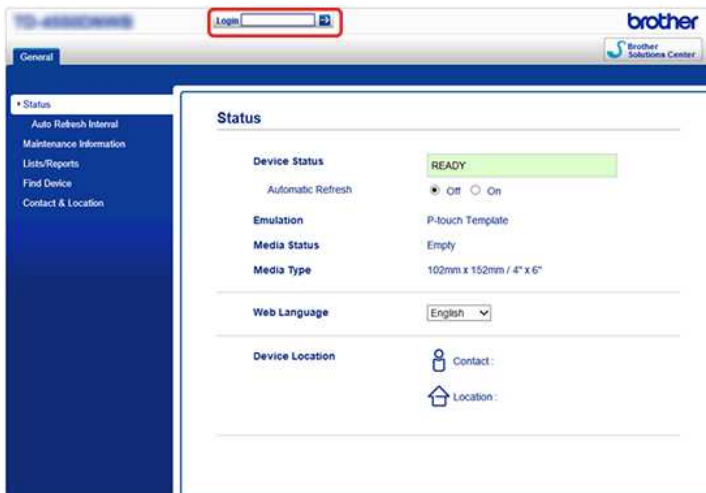 Login
brother
General
Brother
Solutions Center
Status
Auto Refresh Interval
Maintenance Information
Lists/Reports
Find Device
Contact & Location
Status
Device Status
READY
Automatic Refresh
Off On
Emulation
P-touch Template
Media Status
Empty
Media Type
102mm x 152mm / 4" x 6"
Web Language
English
Device Location
Contact :
Location :